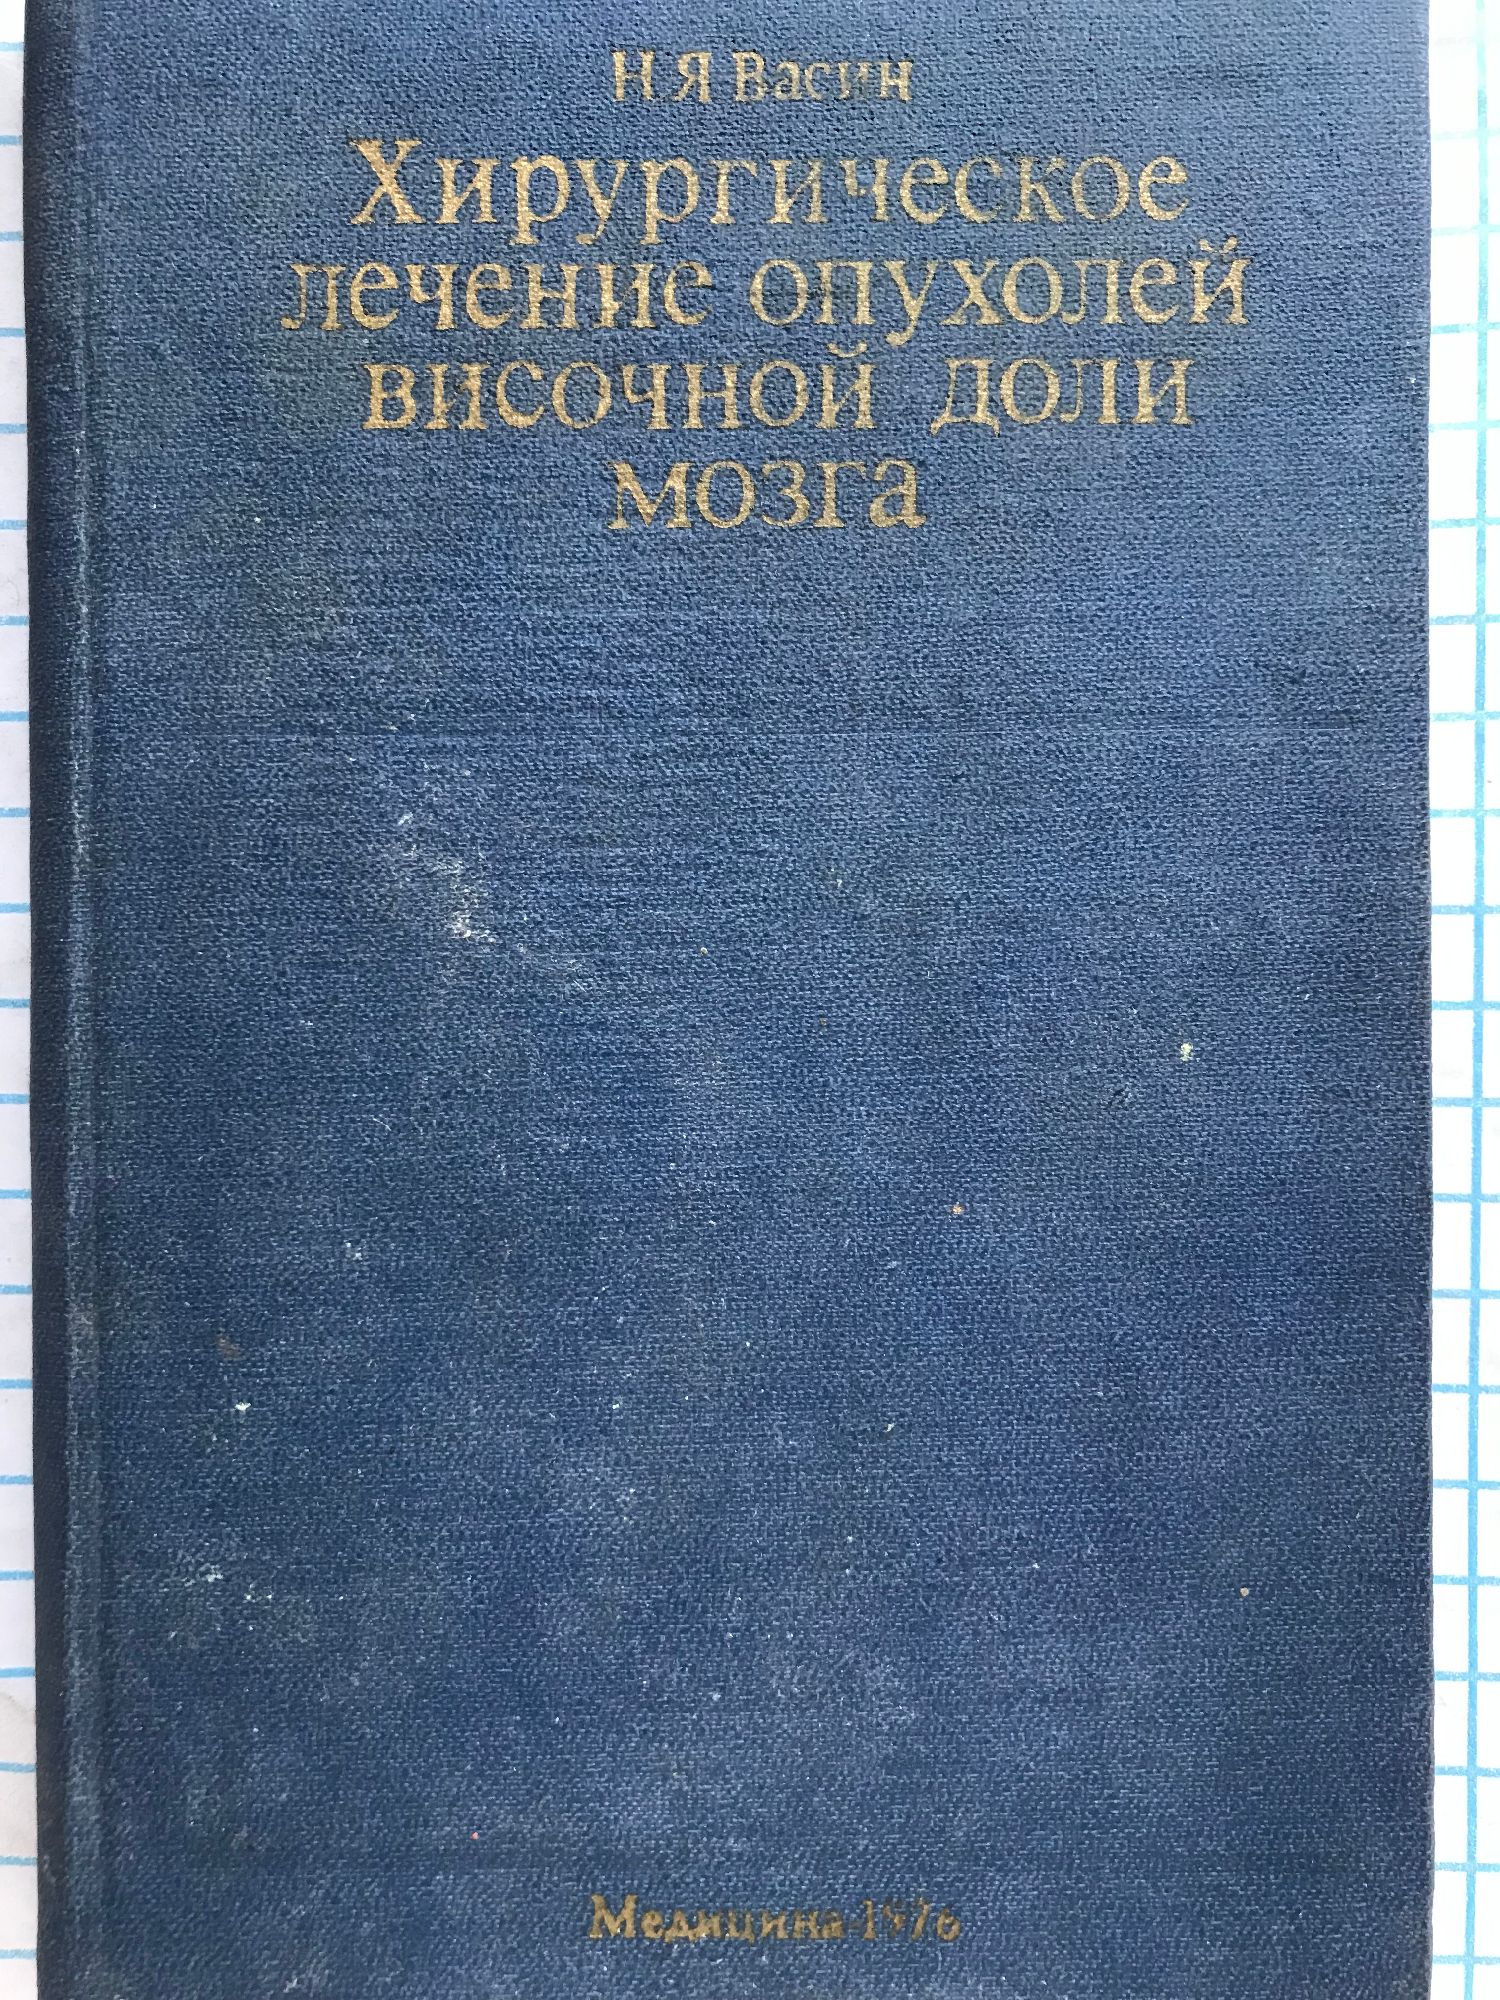 Н.Я Васин
Хирургическое
лечение опухолей
височной доли
мозга
Медицина-1976